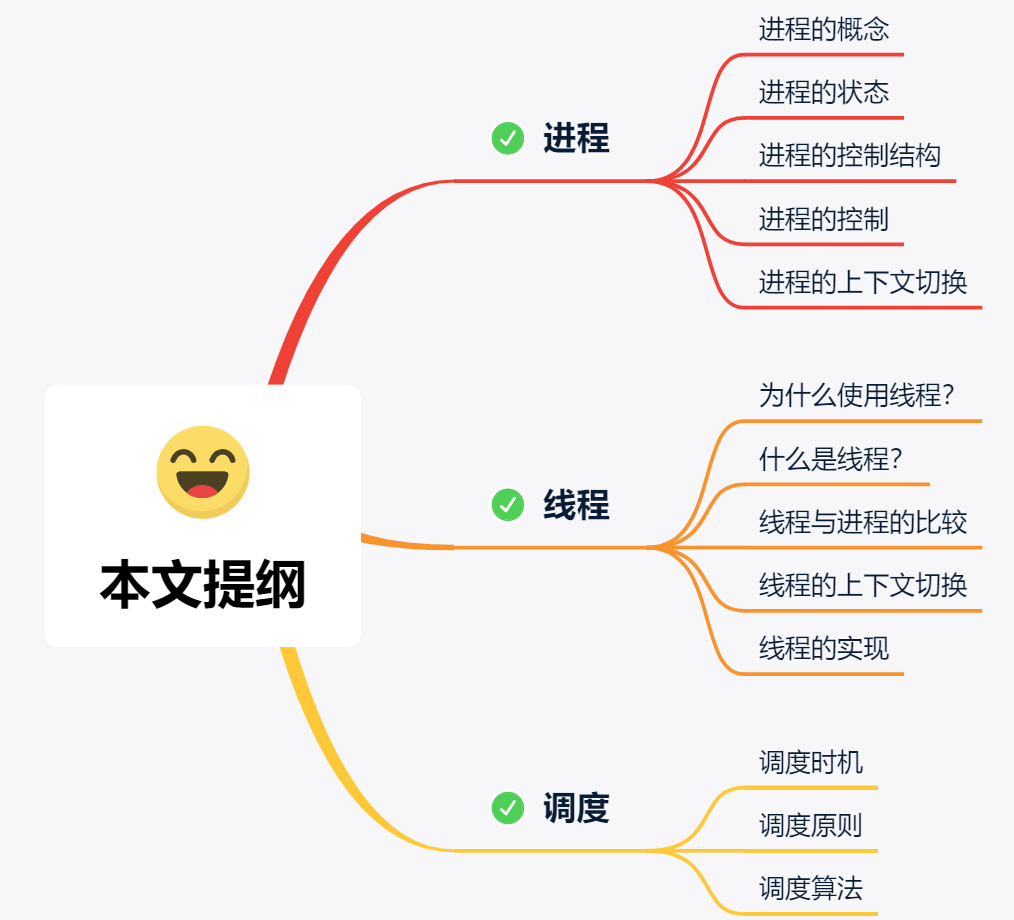 本文提纲
进程
进程的概念
进程的状态
进程的控制结构
进程的控制
进程的上下文切换
线程
为什么使用线程?
什么是线程?
线程与进程的比较
线程的上下文切换
线程的实现
调度
调度时机
调度原则
调度算法